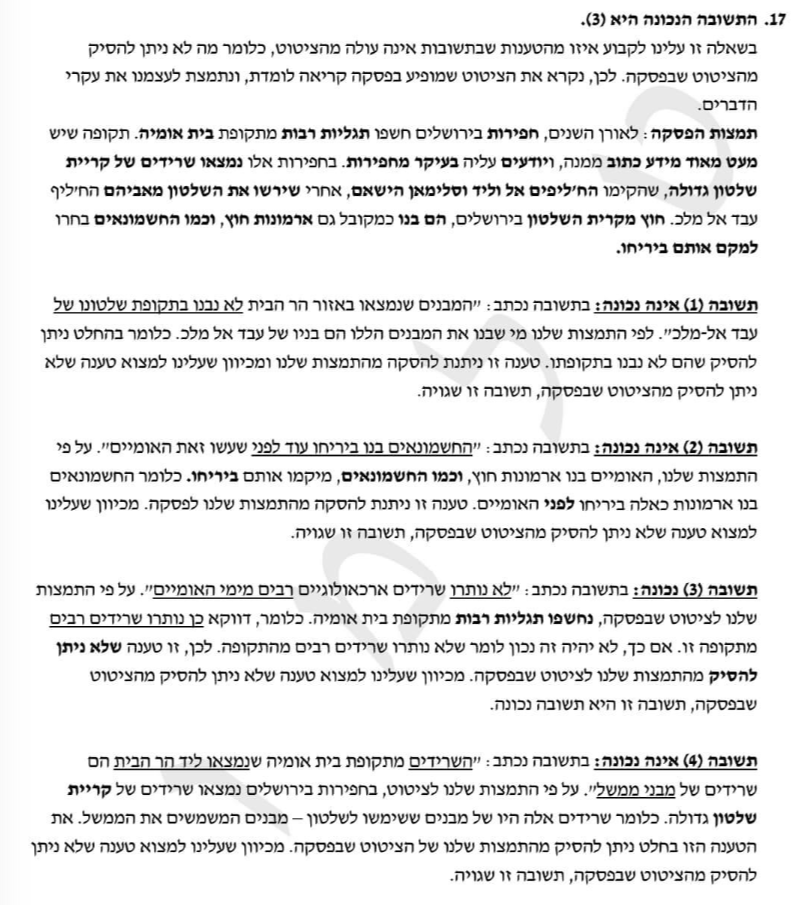 17. התשובה הנכונה היא (3).
בשאלה זו עלינו לקבוע איזו מהטענות שבתשובות אינה עולה מהציטוט, כלומר מה לא ניתן להסיק
מהציטוט שבפסקה. לכן, נקרא את הציטוט שמופיע בפסקה קריאה לומדת, ונתמצת לעצמנו את עקרי
הדברים.
תמצות הפסקה: לאורן השנים, חפירות בירושלים חשפו תגליות רבות מתקופת בית אומיה. תקופה שיש
מעט מאוד מידע כתוב ממנה, ויודעים עליה בעיקר מחפירות. בחפירות אלו נמצאו שרידים של קריית
שלטון גדולה, שהקימו הח'ליפים אל וליד וסלימאן הישאם, אחרי שירשו את השלטון מאביהם הח'ליף
עבד אל מלכ. חוץ מקרית השלטון בירושלים, הם בנו כמקובל גם ארמונות חוץ, וכמו החשמונאים בחרו
למקם אותם ביריחו.
תשובה (1) אינה נכונה: בתשובה נכתב: "המבנים שנמצאו באזור הר הבית לא נבנו בתקופת שלטונו של
עבד אל-מלכ". לפי התמצות שלנו מי שבנו את המבנים הללו הם בניו של עבד אל מלכ. כלומר בהחלט ניתן
להסיק שהם לא נבנו בתקופתו. טענה זו ניתנת להסקה מהתמצות שלנו ומכיוון שעלינו למצוא טענה שלא
ניתן להסיק מהציטוט שבפסקה, תשובה זו שגויה.
תשובה (2) אינה נכונה: בתשובה נכתב: "החשמונאים בנו ביריחו עוד לפני שעשו זאת האומיים". על פי
התמצות שלנו, האומיים בנו ארמונות חוץ, וכמו החשמונאים, מיקמו אותם ביריחו. כלומר החשמונאים
בנו ארמונות כאלה ביריחו לפני האומיים. טענה זו ניתנת להסקה מהתמצות שלנו לפסקה. מכיוון שעלינו
למצוא טענה שלא ניתן להסיק מהציטוט שבפסקה, תשובה זו שגויה.
תשובה (3) נכונה: בתשובה נכתב: "לא נותרו שרידים ארכאולוגיים רבים מימי האומיים". על פי התמצות
שלנו לציטוט שבפסקה, נחשפו תגליות רבות מתקופת בית אומיה. כלומר, דווקא כן נותרו שרידים רבים
מתקופה זו. אם כך, לא יהיה זה נכון לומר שלא נותרו שרידים רבים מהתקופה. לכן, זו טענה שלא ניתן
להסיק מהתמצות שלנו לציטוט שבפסקה. מכיוון שעלינו למצוא טענה שלא ניתן להסיק מהציטוט
שבפסקה, תשובה זו היא תשובה נכונה.
תשובה (4) אינה נכונה: בתשובה נכתב: "השרידים מתקופת בית אומיה שנמצאו ליד הר הבית הם
שרידים של מבני ממשל". על פי התמצות שלנו לציטוט, בחפירות בירושלים נמצאו שרידים של קריית
שלטון גדולה. כלומר שרידים אלה היו של מבנים ששימשו לשלטון – מבנים המשמשים את הממשל. את
הטענה הזו בחלט ניתן להסיק מהתמצות שלנו של הציטוט שבפסקה. מכיוון שעלינו למצוא טענה שלא ניתן
להסיק מהציטוט שבפסקה, תשובה זו שגויה.